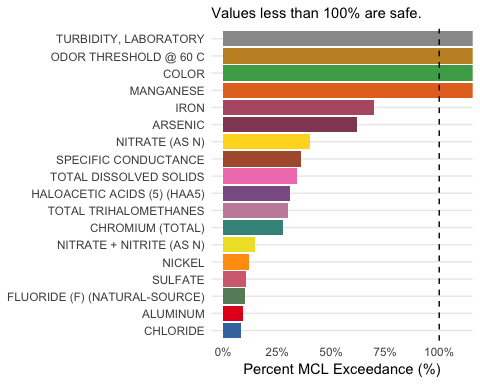 Values less than 100% are safe.
TURBIDITY, LABORATORY
ODOR THRESHOLD @ 60 C
COLOR
MANGANESE
IRON
ARSENIC
NITRATE (AS N)
SPECIFIC CONDUCTANCE
TOTAL DISSOLVED SOLIDS
HALOACETIC ACIDS (5) (HAA5)
TOTAL TRIHALOMETHANES
CHROMIUM (TOTAL)
NITRATE + NITRITE (AS N)
NICKEL
SULFATE
FLUORIDE (F) (NATURAL-SOURCE)
ALUMINUM
CHLORIDE
0% 25% 50% 75% 100%
Percent MCL Exceedance (%)